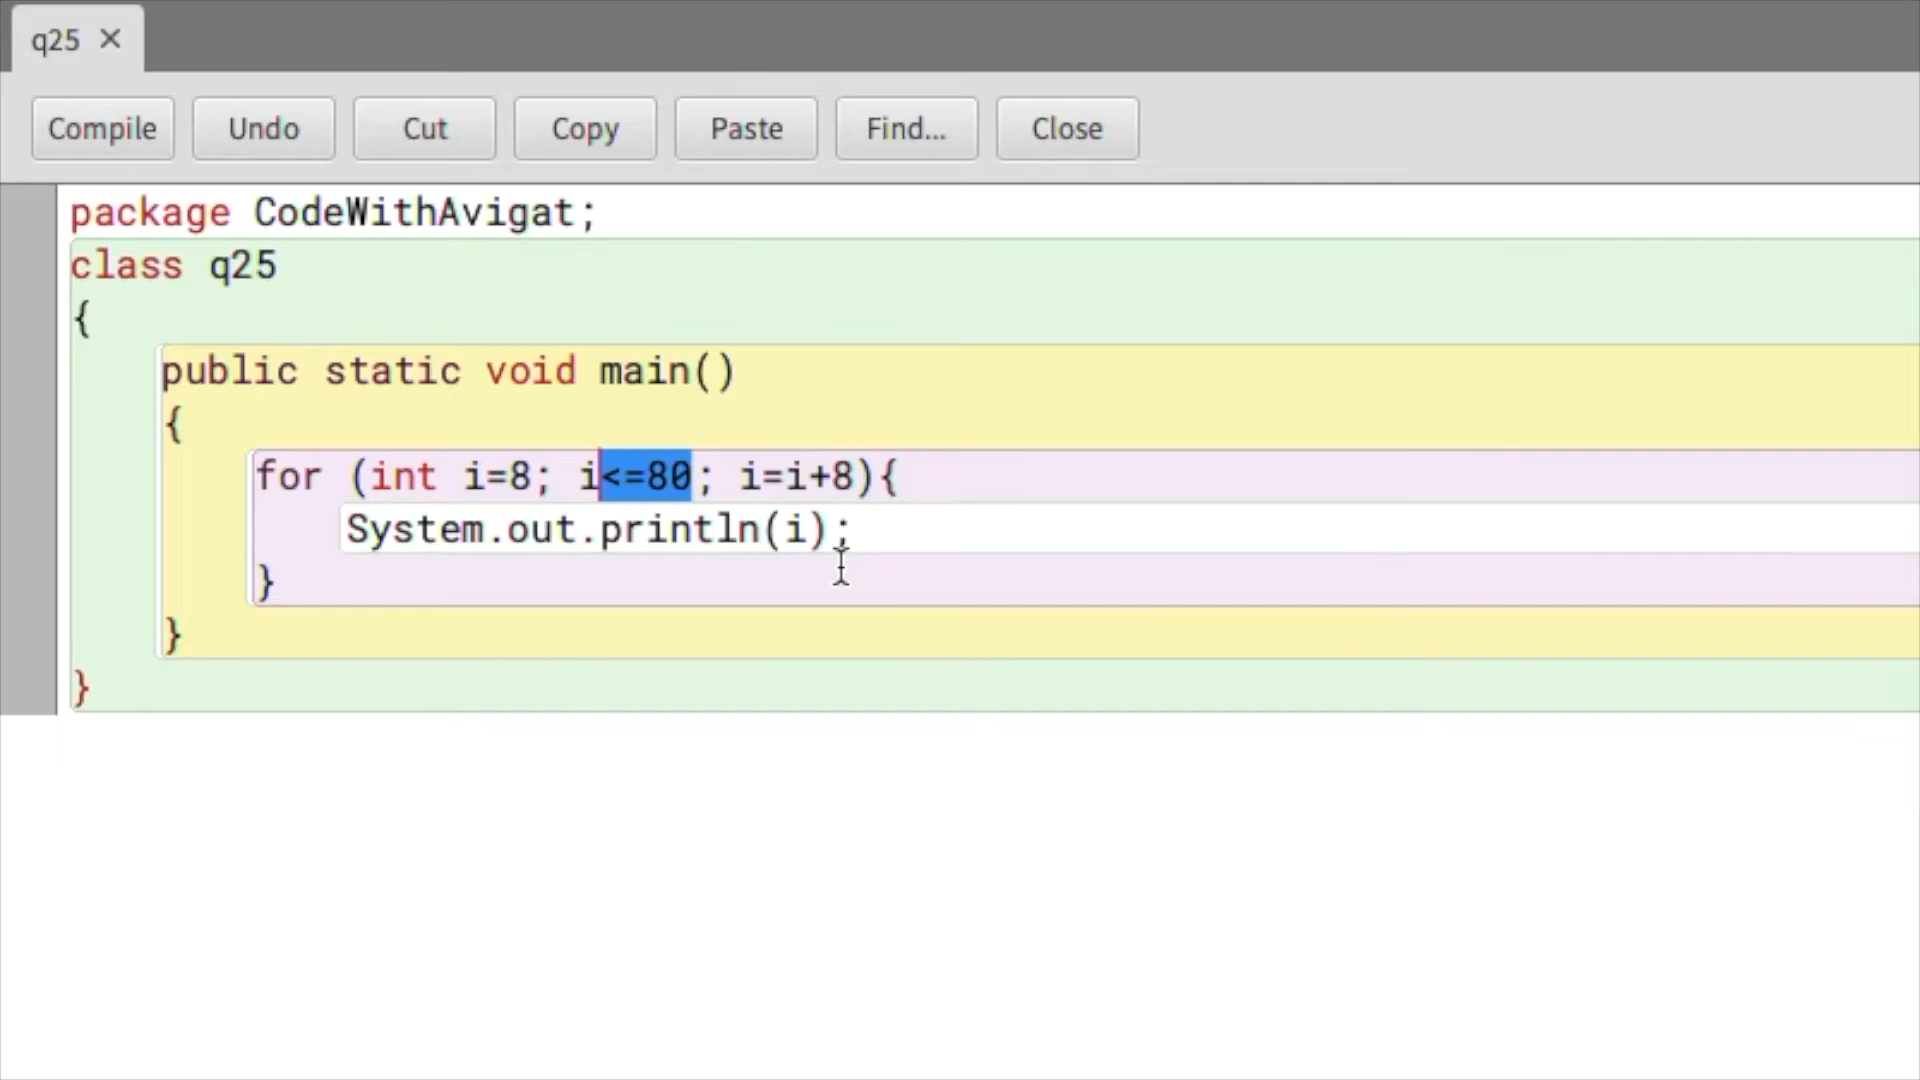 q25 ×
Compile Undo Cut Copy Paste Find... Close
package CodeWithAvigat;
class q25
{
    public static void main()
    {
        for (int i=8; i<=80; i=i+8){
            System.out.println(i);
        }
    }
}